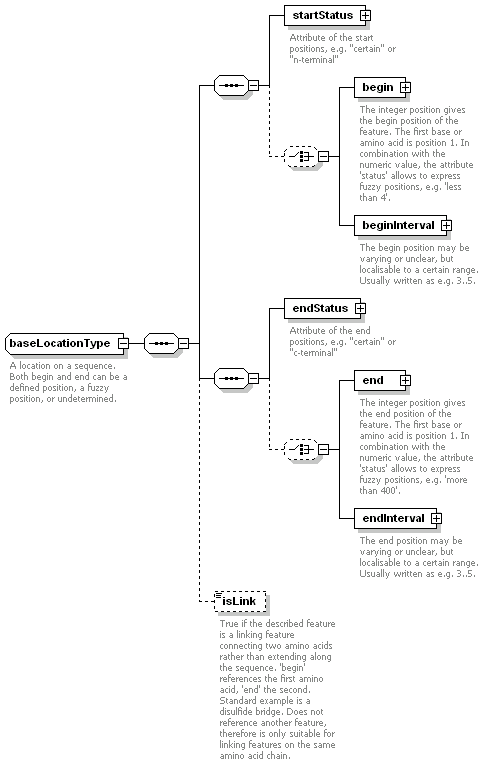 startStatus
Attribute of the start
positions, e.g. "certain" or
"n-terminal"
begin
The integer position gives
the begin position of the
feature. The first base or
amino acid is position 1. In
combination with the
numeric value, the attribute
'status' allows to express
fuzzy positions, e.g. 'less
than 4'.
beginInterval
The begin position may be
varying or unclear, but
localisable to a certain range.
Usually written as e.g. 3..5.
baseLocationType
A location on a sequence.
Both begin and end can be a
defined position, a fuzzy
position, or undetermined.
endStatus
Attribute of the end
positions, e.g. "certain" or
"c-terminal"
end
The integer position gives
the end position of the
feature. The first base or
amino acid is position 1. In
combination with the
numeric value, the attribute
'status' allows to express
fuzzy positions, e.g. 'more
than 400'.
endInterval
The end position may be
varying or unclear, but
localisable to a certain range.
Usually written as e.g. 3..5.
isLink
True if the described feature
is a linking feature
connecting two amino acids
rather than extending along
the sequence. 'begin'
references the first amino
acid, 'end' the second.
Standard example is a
disulfide bridge. Does not
reference another feature,
therefore is only suitable for
linking features on the same
amino acid chain.